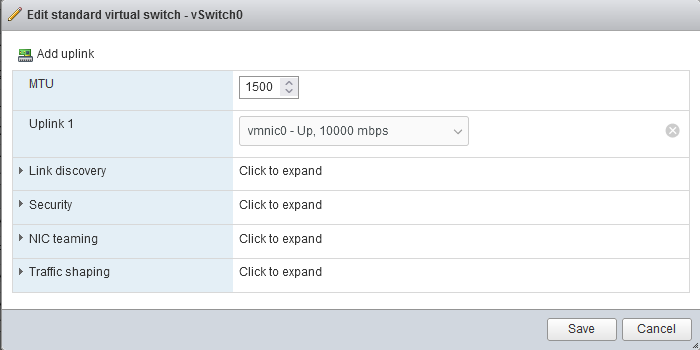 Edit standard virtual switch - vSwitch0
Add uplink
MTU 1500
Uplink 1 vmnic0 - Up, 10000 mbps
Link discovery Click to expand
Security Click to expand
NIC teaming Click to expand
Traffic shaping Click to expand
Save Cancel